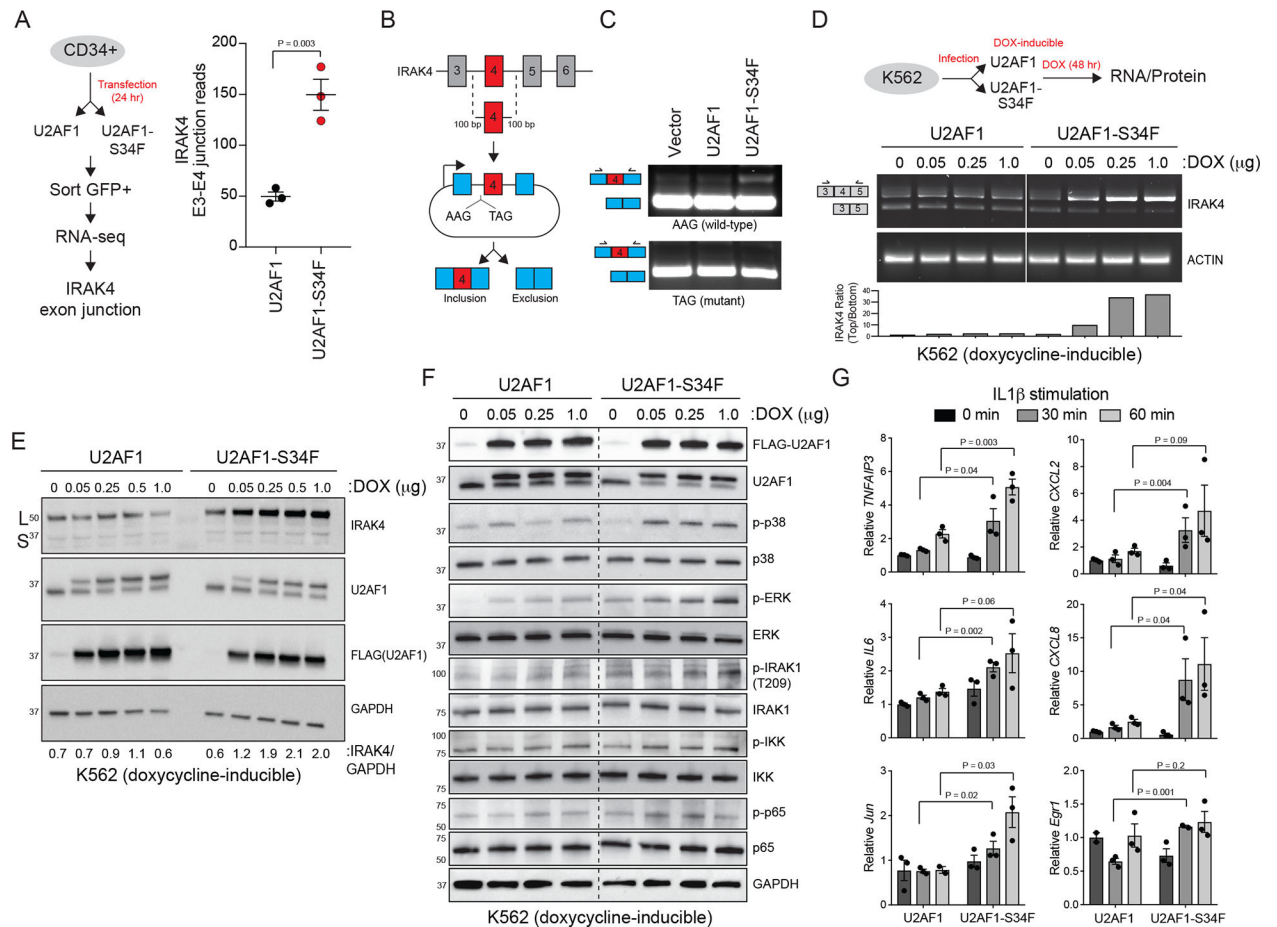 A
CD34+
Transfection
(24 hr)
U2AF1
U2AF1-
S34F
Sort GFP+
RNA-seq
IRAK4
exon junction
IRAK4
E3-E4 junction reads
200
150
100
50
0
P = 0.003
U2AF1
U2AF1-S34F
B
IRAK4
3
4
5
6
100 bp
4
100 bp
4
AAG
TAG
4
Inclusion
Exclusion
C
Vector
U2AF1
U2AF1-S34F
4
AAG (wild-type)
4
TAG (mutant)
D
K562
Infection
DOX-inducible
U2AF1
U2AF1-
S34F
DOX (48 hr)
RNA/Protein
U2AF1
U2AF1-S34F
0 0.05 0.25 1.0 0 0.05 0.25 1.0 :DOX (µg)
3 4 5
3 5
IRAK4
ACTIN
IRAK4 Ratio
(Top/Bottom)
40
30
20
10
0
K562 (doxycycline-inducible)
E
U2AF1
U2AF1-S34F
0 0.05 0.25 0.5 1.0 0 0.05 0.25 0.5 1.0 :DOX (µg)
L 50
S 37
IRAK4
37
U2AF1
37
FLAG(U2AF1)
37
GAPDH
0.7 0.7 0.9 1.1 0.6 0.6 1.2 1.9 2.1 2.0 :IRAK4/
GAPDH
K562 (doxycycline-inducible)
F
U2AF1
U2AF1-S34F
0 0.05 0.25 1.0 0 0.05 0.25 1.0 :DOX (µg)
37 FLAG-U2AF1
37 U2AF1
37 p-p38
37 p38
37 p-ERK
37 ERK
100 p-IRAK1
(T209)
75 IRAK1
100 p-IKK
75
75 IKK
75 p-p65
50
50 p65
37 GAPDH
K562 (doxycycline-inducible)
G
IL1β stimulation
0 min 30 min 60 min
Relative TNFAIP3
8
6
4
2
0
P = 0.003
P = 0.04
Relative CXCL2
10
8
6
4
2
0
P = 0.09
P = 0.004
Relative IL6
4
3
2
1
0
P = 0.06
P = 0.002
Relative CXCL8
20
15
10
5
0
P = 0.04
P = 0.04
Relative Jun
3
2
1
0
P = 0.03
P = 0.02
U2AF1 U2AF1-S34F
Relative Egr1
2.0
1.5
1.0
0.5
0.0
P = 0.2
P = 0.001
U2AF1 U2AF1-S34F